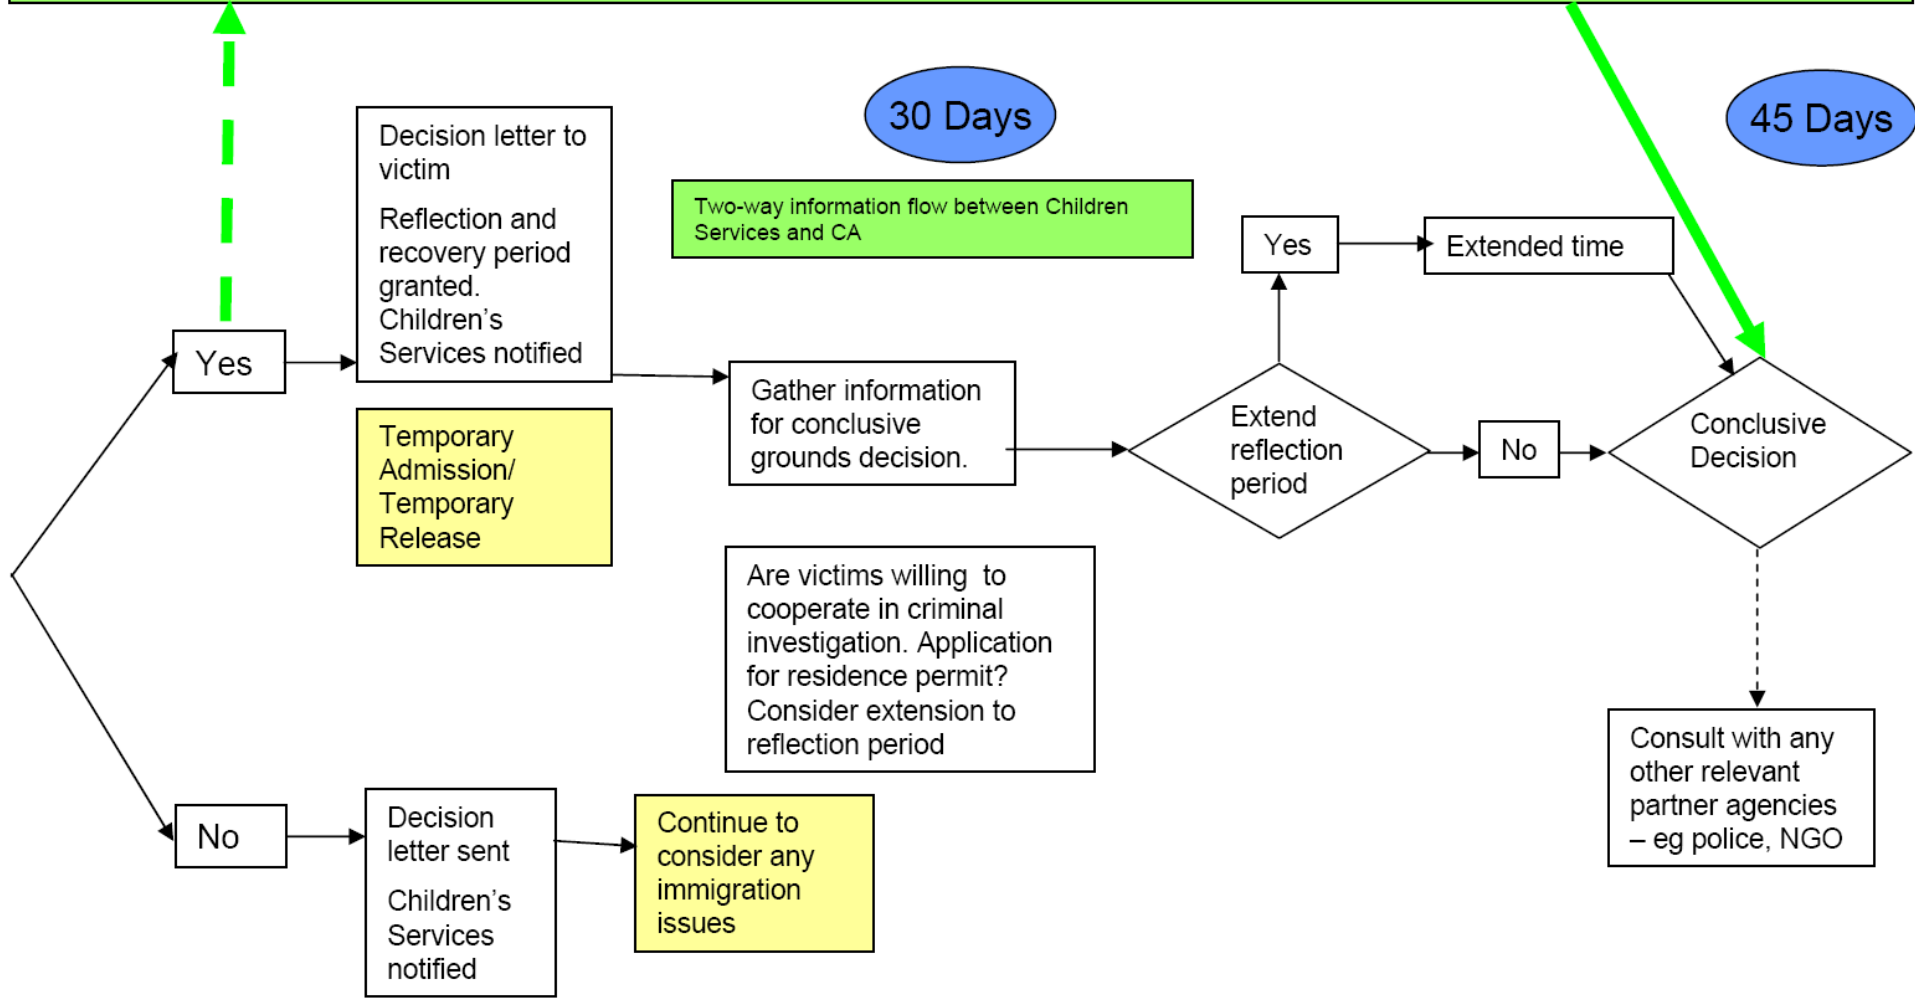 30 Days
45 Days
Decision letter to
victim
Reflection and
recovery period
granted.
Children’s
Services notified
Two-way information flow between Children
Services and CA
Yes
Extended time
Yes
Gather information
for conclusive
grounds decision.
Extend
reflection
period
No
Conclusive
Decision
Temporary
Admission/
Temporary
Release
Are victims willing to
cooperate in criminal
investigation. Application
for residence permit?
Consider extension to
reflection period
Consult with any
other relevant
partner agencies
– eg police, NGO
No
Decision
letter sent
Children’s
Services
notified
Continue to
consider any
immigration
issues